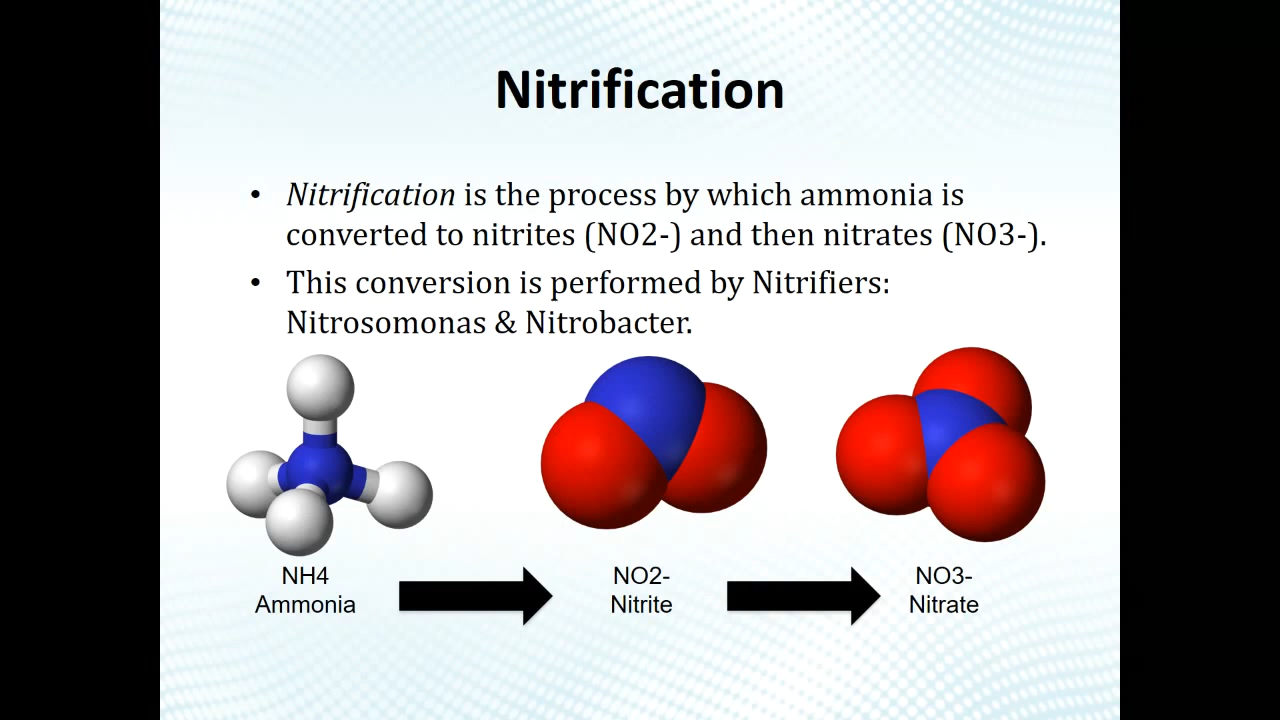 Nitrification
• Nitrification is the process by which ammonia is
converted to nitrites (NO2-) and then nitrates (NO3-).
• This conversion is performed by Nitrifiers:
Nitrosomonas & Nitrobacter.
NH4
Ammonia
NO2-
Nitrite
NO3-
Nitrate